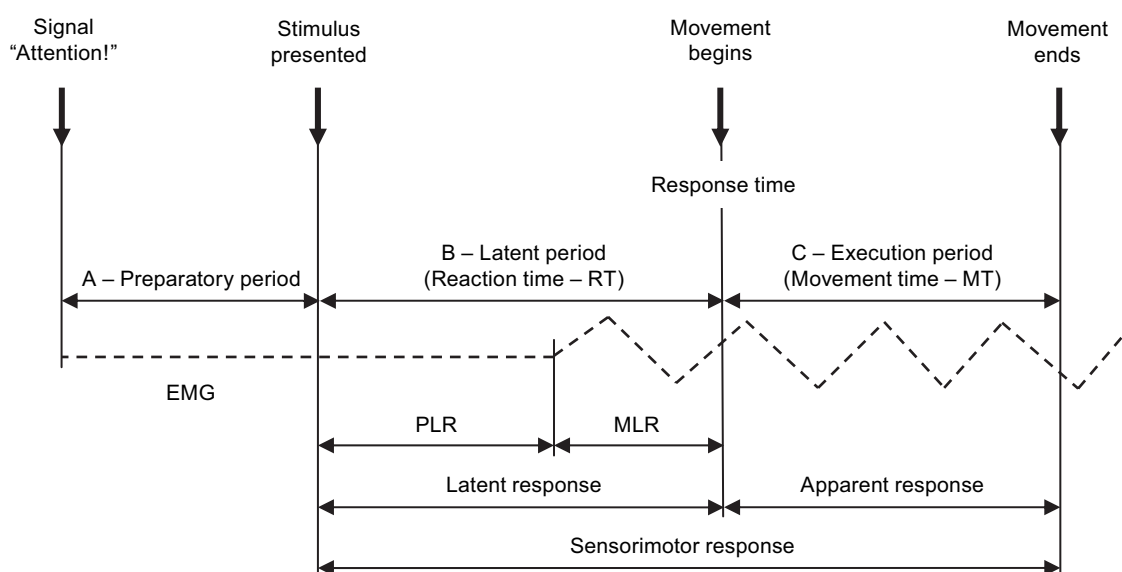 Signal
“Attention!”
Stimulus
presented
Movement
begins
Movement
ends
Response time
A – Preparatory period
B – Latent period
(Reaction time – RT)
C – Execution period
(Movement time – MT)
EMG
PLR
MLR
Latent response
Apparent response
Sensorimotor response